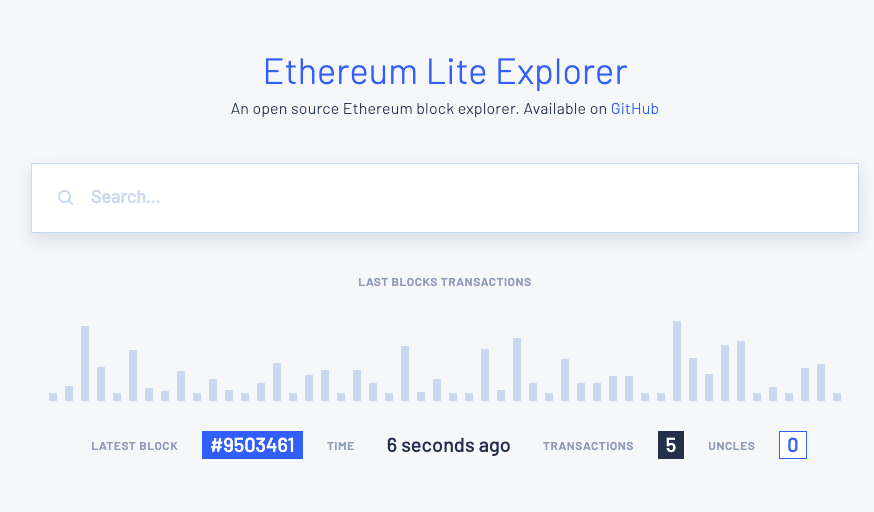 Ethereum Lite Explorer
An open source Ethereum block explorer. Available on GitHub
Search...
LAST BLOCKS TRANSACTIONS
LATEST BLOCK #9503461 TIME 6 seconds ago TRANSACTIONS 5 UNCLES 0